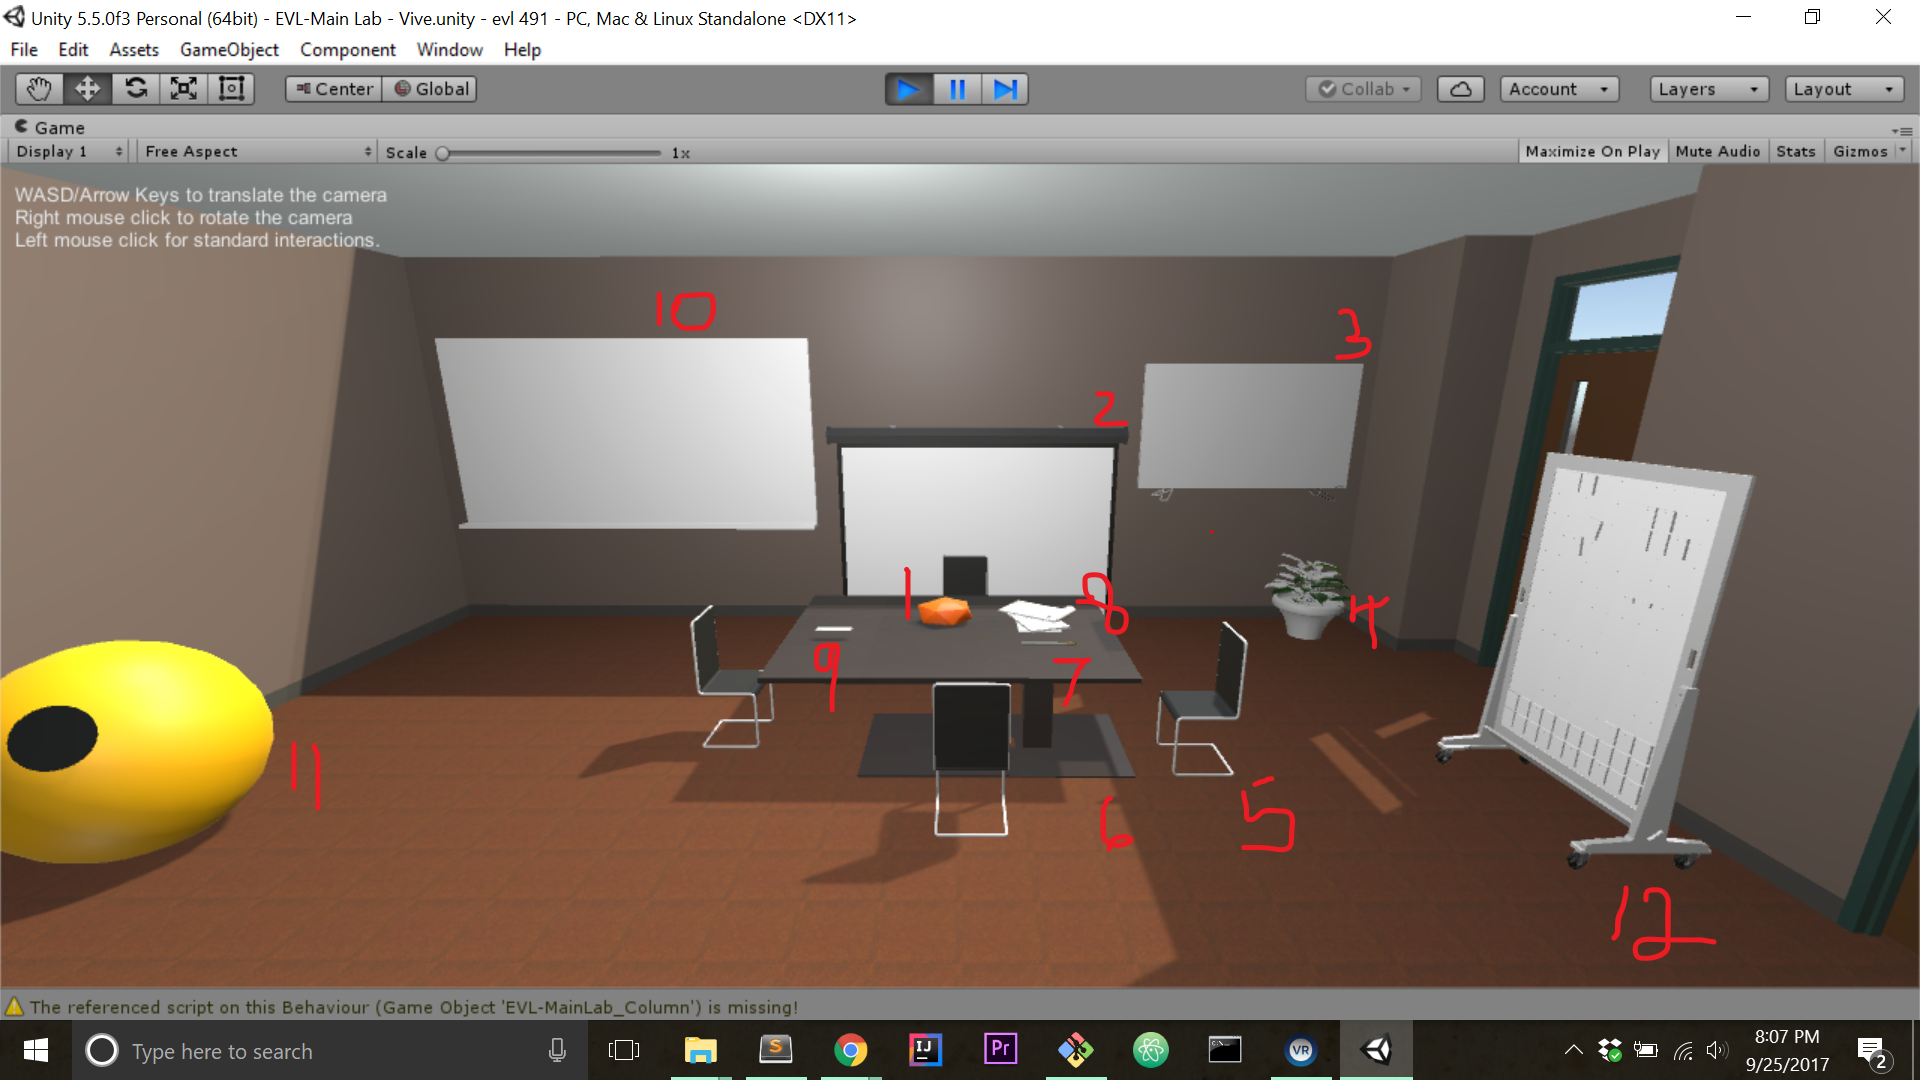 Unity 5.5.0f3 Personal (64bit) - EVL-Main Lab - Vive.unity - evl 491 - PC, Mac & Linux Standalone <DX11>
File Edit Assets GameObject Component Window Help
Center Global Collab Account Layers Layout
Game
Display 1 Free Aspect Scale 1x Maximize On Play Mute Audio Stats Gizmos
WASD/Arrow Keys to translate the camera
Right mouse click to rotate the camera
Left mouse click for standard interactions.
10
3
2
1
8
4
9
7
11
6
5
12
The referenced script on this Behaviour (Game Object 'EVL-MainLab_Column') is missing!
Type here to search
S
IJ
Pr
VR
8:07 PM
9/25/2017
2